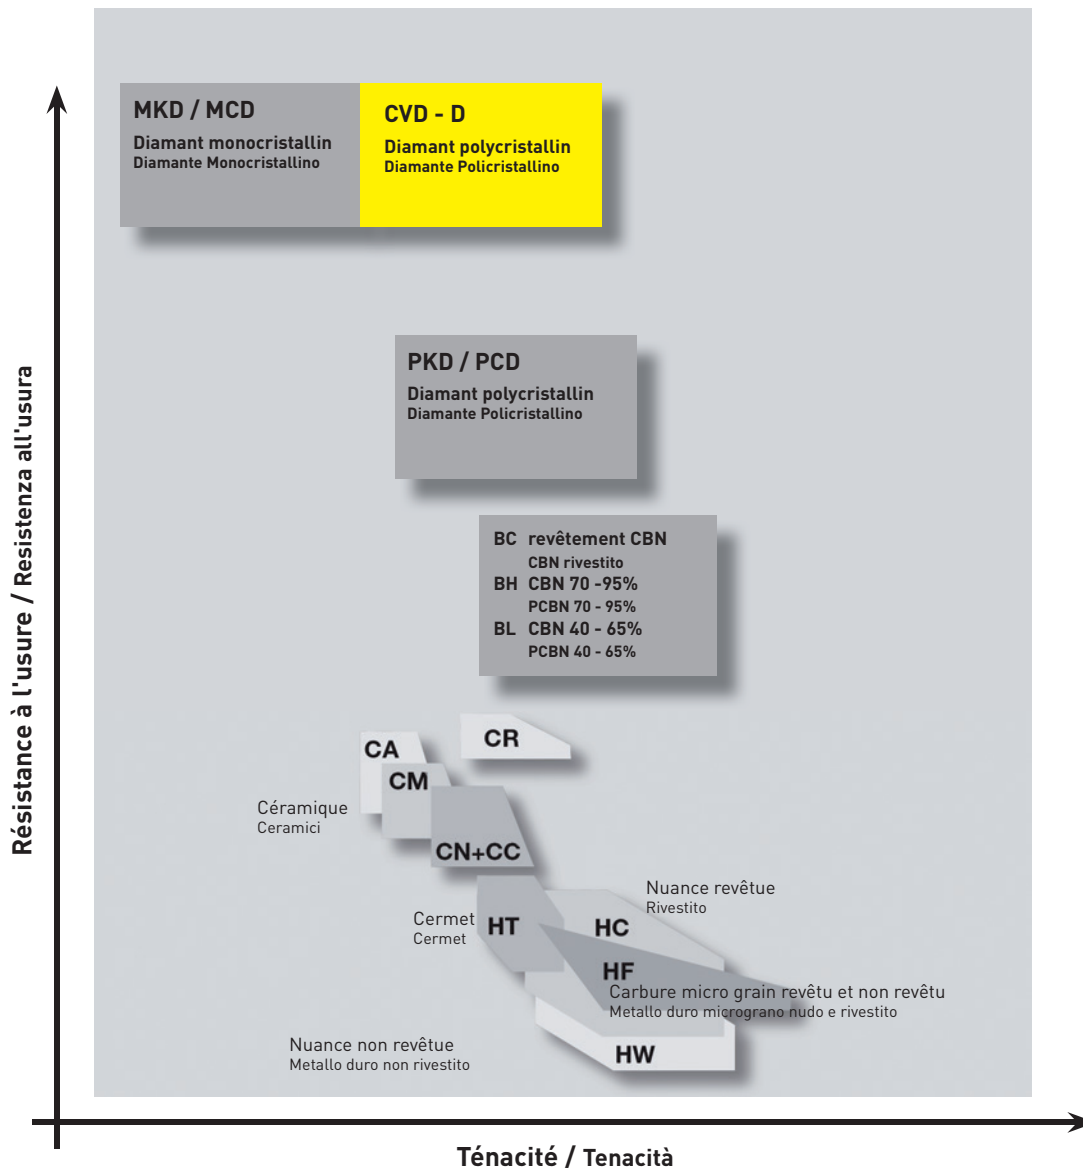 MKD / MCD
Diamant monocristallin
Diamante Monocristallino
CVD - D
Diamant polycristallin
Diamante Policristallino
PKD / PCD
Diamant polycristallin
Diamante Policristallino
BC revêtement CBN
CBN rivestito
BH CBN 70 -95%
PCBN 70 - 95%
BL CBN 40 - 65%
PCBN 40 - 65%
CR
CA
CM
Céramique
Ceramici
CN+CC
Nuance revêtue
Rivestito
Cermet
Cermet
HT
HC
HF
Carbure micro grain revêtu et non revêtu
Metallo duro micrograno nudo e rivestito
Nuance non revêtue
Metallo duro non rivestito
HW
Résistance à l'usure / Resistenza all'usura
Ténacité / Tenacità